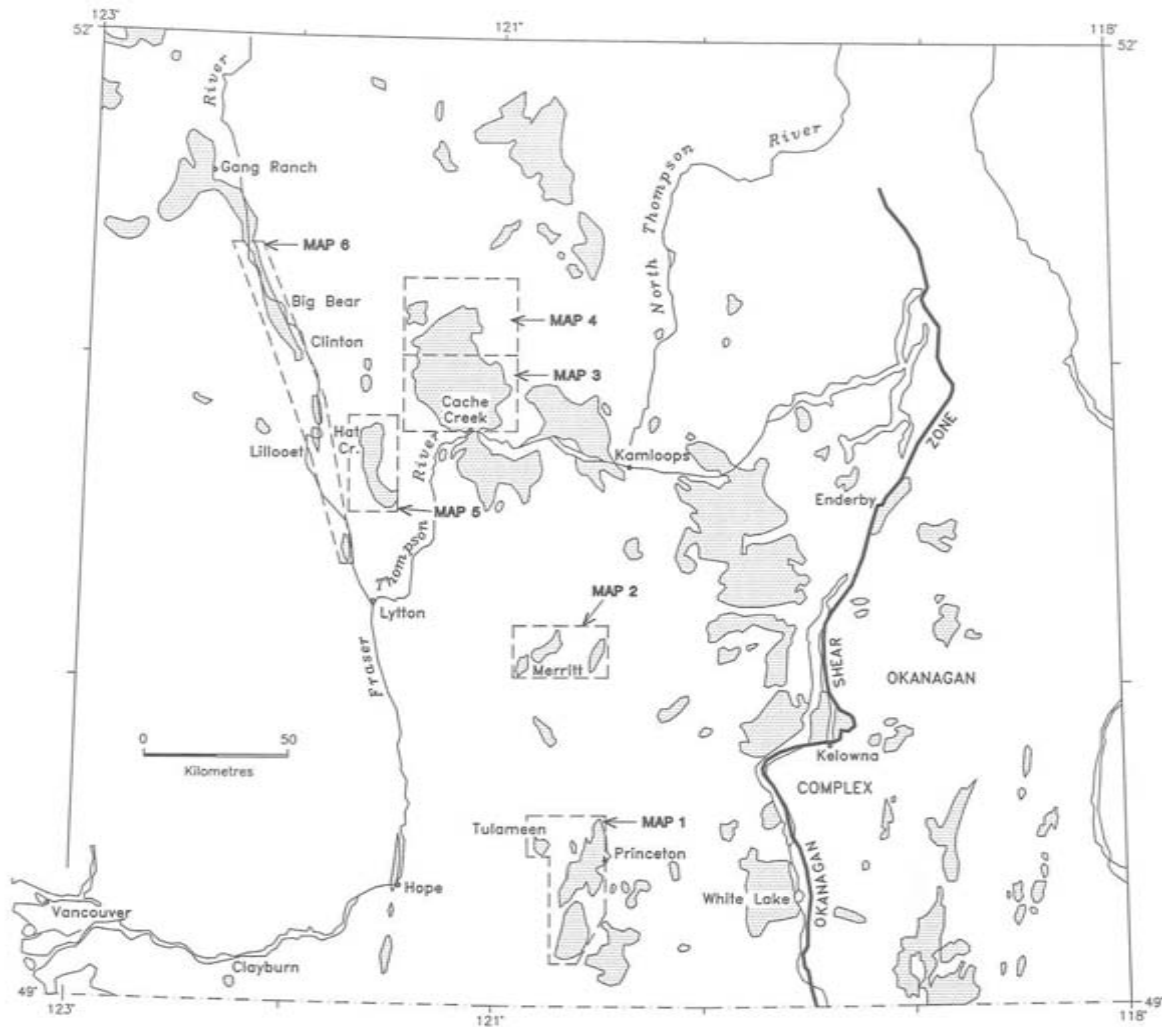 123°
121°
118°
52°
52°
River
Gang Ranch
River
North Thompson
MAP 6
Big Bear
MAP 4
Clinton
MAP 3
Cache
Creek
Hat
Cr.
Lillooet
River
Kamloops
ZONE
Enderby
MAP 5
Thompson
MAP 2
Lytton
Fraser
Merritt
SHEAR
OKANAGAN
0
50
Kilometres
Kelowna
COMPLEX
Tulameen
MAP 1
Princeton
Hope
White Lake
OKANAGAN
Vancouver
Clayburn
49°
49°
123°
121°
118°